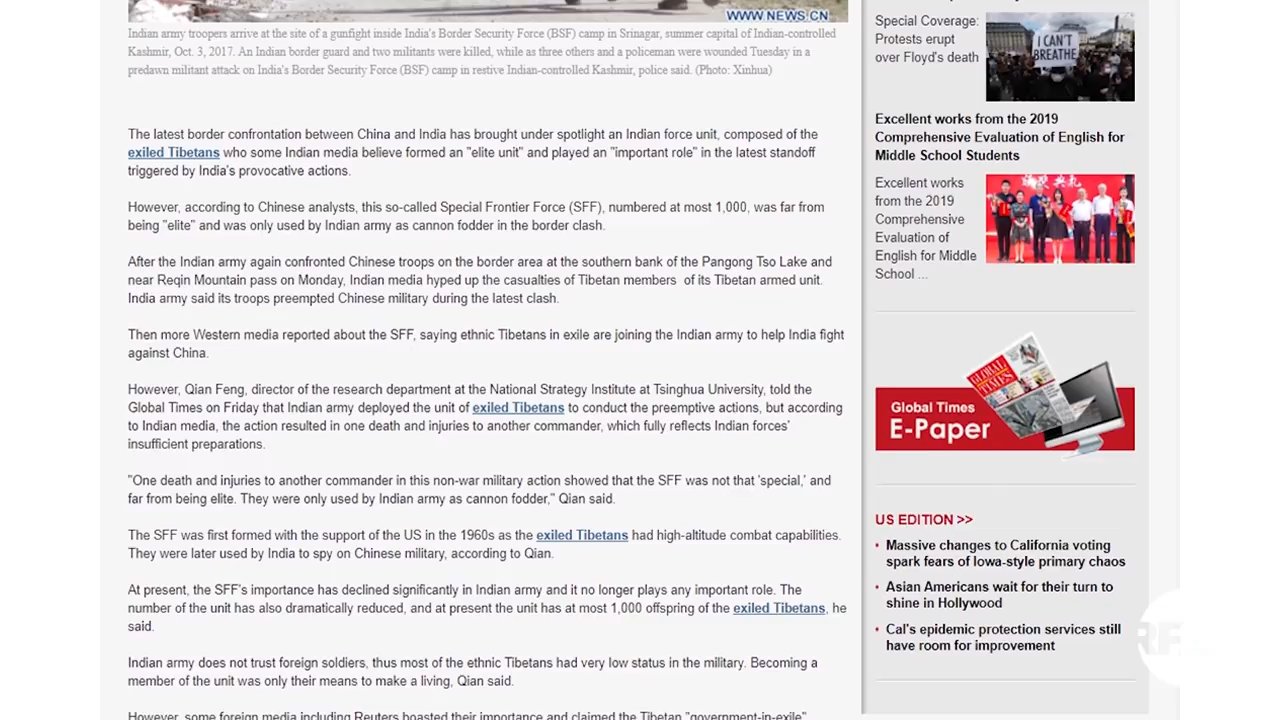 WWW.NEWS.CN
Indian army troopers arrive at the site of a gunfight inside India's Border Security Force (BSF) camp in Srinagar, summer capital of Indian-controlled
Kashmir, Oct. 3, 2017. An Indian border guard and two militants were killed, while as three others and a policeman were wounded Tuesday in a
predawn militant attack on India's Border Security Force (BSF) camp in restive Indian-controlled Kashmir, police said. (Photo: Xinhua)
The latest border confrontation between China and India has brought under spotlight an Indian force unit, composed of the
exiled Tibetans who some Indian media believe formed an "elite unit" and played an "important role" in the latest standoff
triggered by India's provocative actions.
However, according to Chinese analysts, this so-called Special Frontier Force (SFF), numbered at most 1,000, was far from
being "elite" and was only used by Indian army as cannon fodder in the border clash.
After the Indian army again confronted Chinese troops on the border area at the southern bank of the Pangong Tso Lake and
near Reqin Mountain pass on Monday, Indian media hyped up the casualties of Tibetan members of its Tibetan armed unit.
India army said its troops preempted Chinese military during the latest clash.
Then more Western media reported about the SFF, saying ethnic Tibetans in exile are joining the Indian army to help India fight
against China.
However, Qian Feng, director of the research department at the National Strategy Institute at Tsinghua University, told the
Global Times on Friday that Indian army deployed the unit of exiled Tibetans to conduct the preemptive actions, but according
to Indian media, the action resulted in one death and injuries to another commander, which fully reflects Indian forces'
insufficient preparations.
"One death and injuries to another commander in this non-war military action showed that the SFF was not that 'special,' and
far from being elite. They were only used by Indian army as cannon fodder," Qian said.
The SFF was first formed with the support of the US in the 1960s as the exiled Tibetans had high-altitude combat capabilities.
They were later used by India to spy on Chinese military, according to Qian.
At present, the SFF's importance has declined significantly in Indian army and it no longer plays any important role. The
number of the unit has also dramatically reduced, and at present the unit has at most 1,000 offspring of the exiled Tibetans, he
said.
Indian army does not trust foreign soldiers, thus most of the ethnic Tibetans had very low status in the military. Becoming a
member of the unit was only their means to make a living, Qian said.
However, some foreign media including Reuters boasted their importance and claimed the Tibetan "government-in-exile"
Special Coverage:
Protests erupt
over Floyd's death
I CAN'T
BREATHE
Excellent works from the 2019
Comprehensive Evaluation of English for
Middle School Students
Excellent works
from the 2019
Comprehensive
Evaluation of
English for Middle
School ...
GLOBAL
TIMES
Global Times
E-Paper
US EDITION >>
• Massive changes to California voting
spark fears of Iowa-style primary chaos
• Asian Americans wait for their turn to
shine in Hollywood
• Cal's epidemic protection services still
have room for improvement